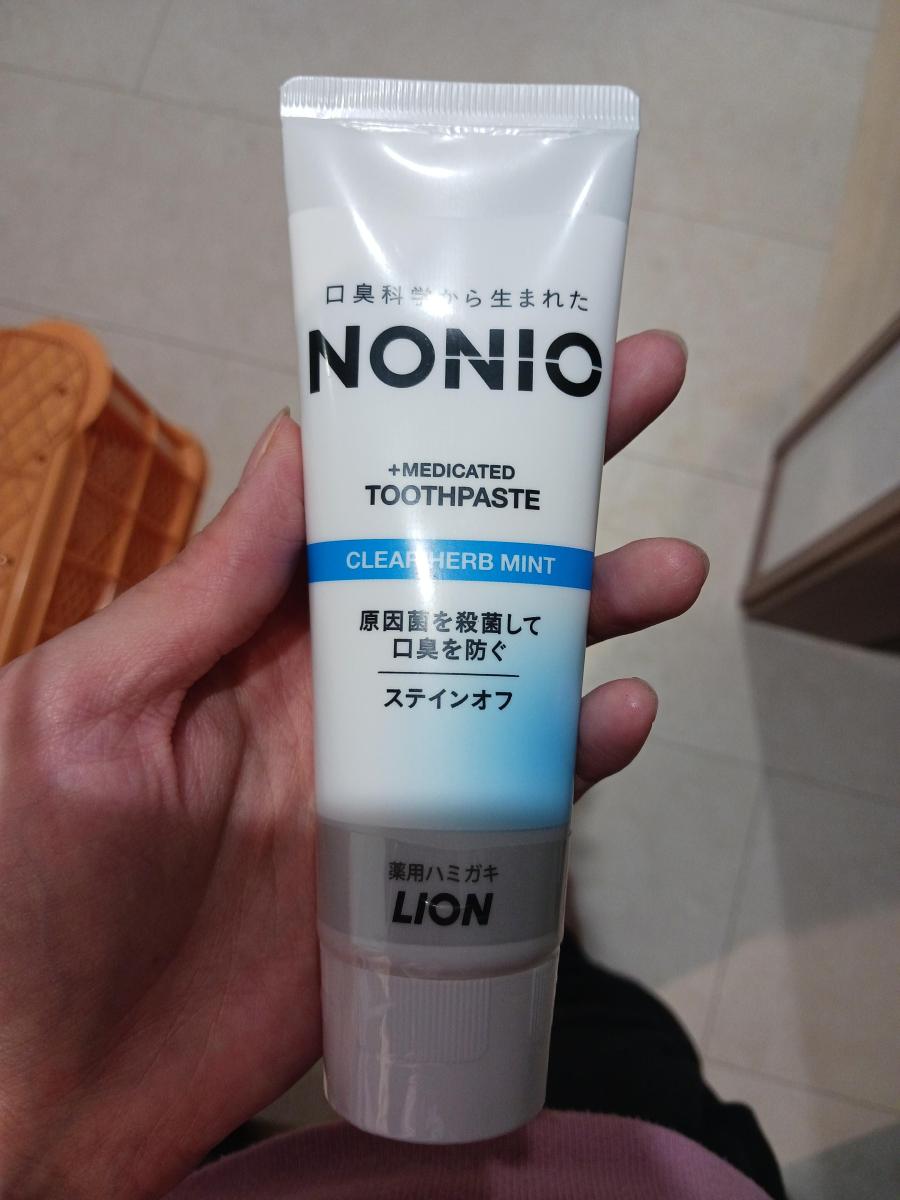 口臭科学から生まれた
NONIO
+MEDICATED
TOOTHPASTE
CLEAR HERB MINT
原因菌を殺菌して
口臭を防ぐ
ステインオフ
薬用ハミガキ
LION